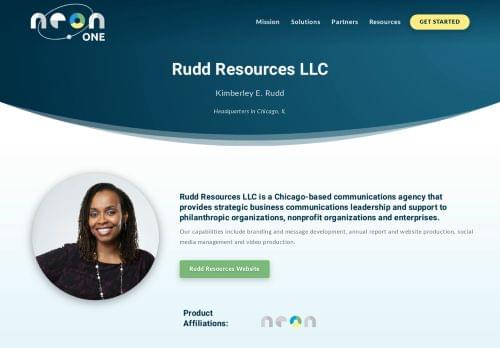 neon
ONE
Mission Solutions Partners Resources GET STARTED
Rudd Resources LLC
Kimberley E. Rudd
Headquarters in Chicago, IL
Rudd Resources LLC is a Chicago-based communications agency that
provides strategic business communications leadership and support to
philanthropic organizations, nonprofit organizations and enterprises.
Our capabilities include branding and message development, annual report and website production, social
media management and video production.
Rudd Resources Website
Product
Affiliations:
neon